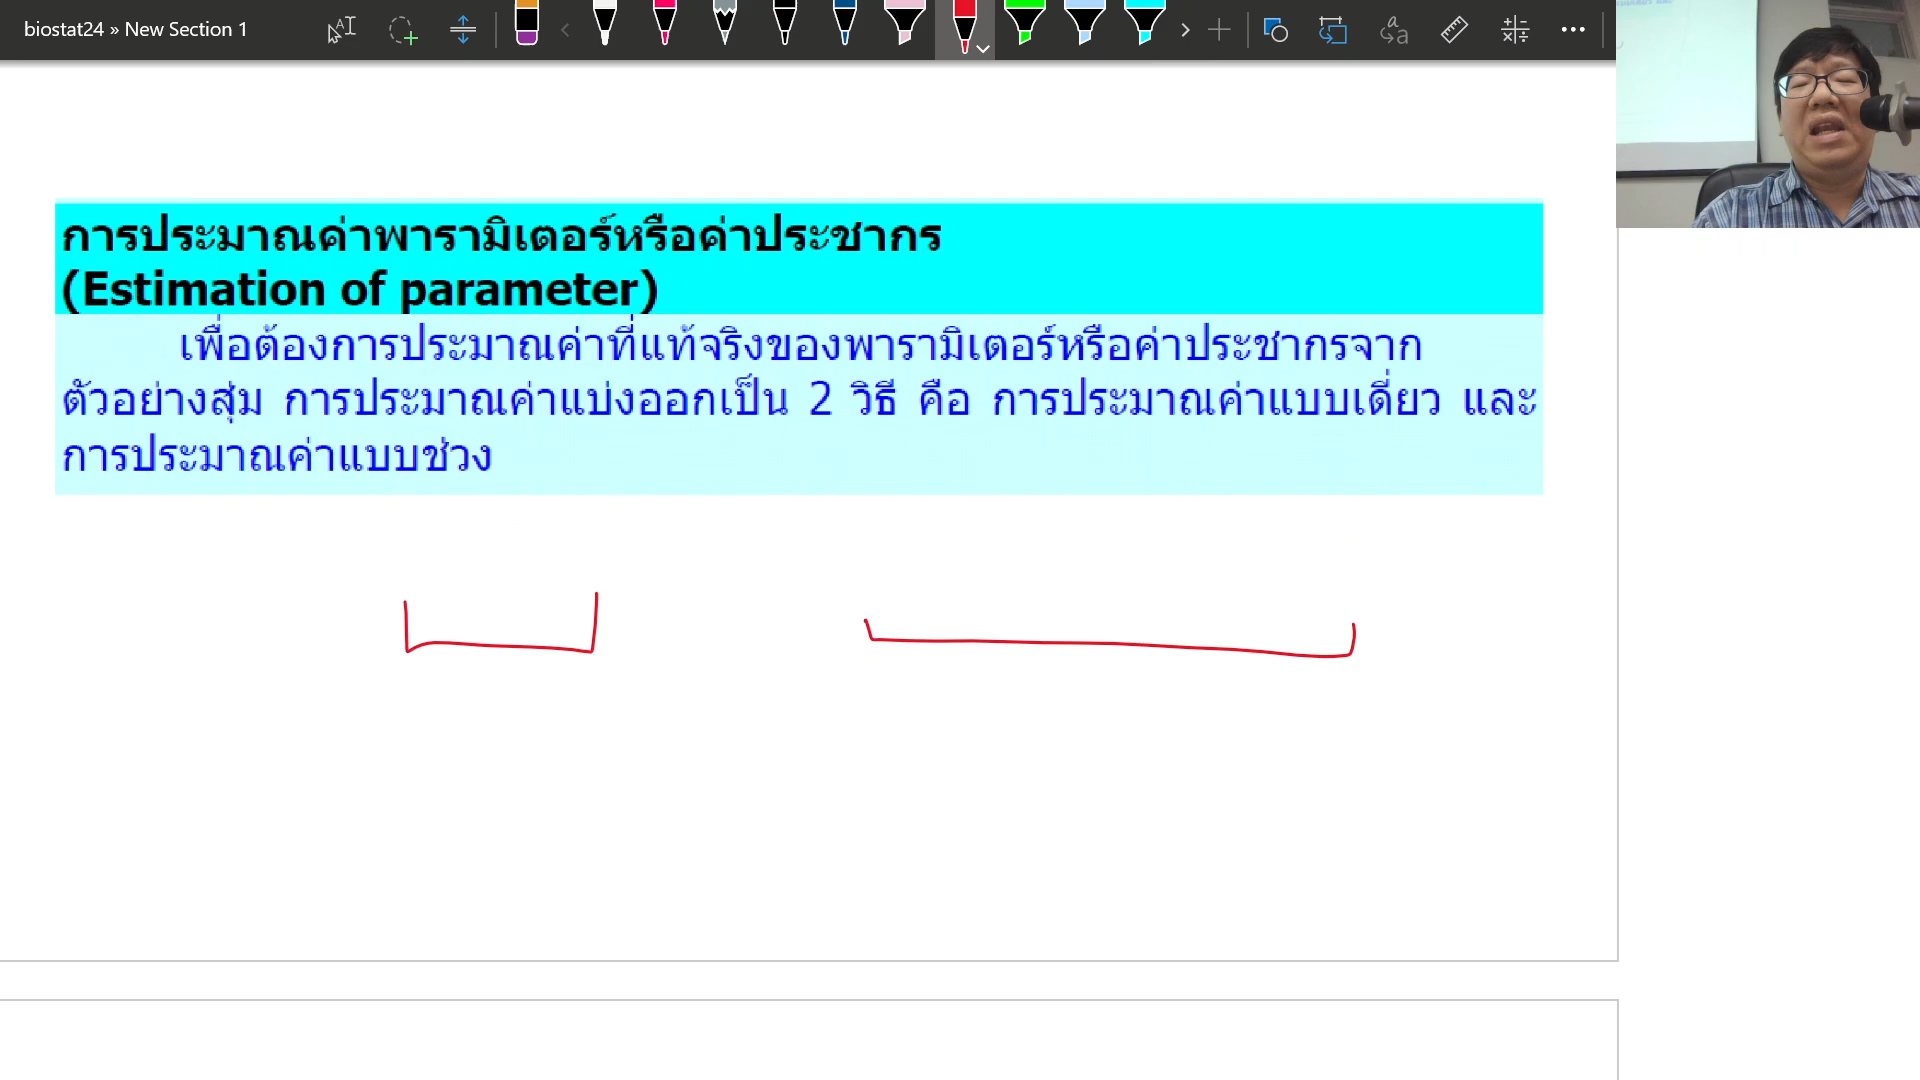 biostat24 » New Section 1
การประมาณค่าพารามิเตอร์หรือค่าประชากร
(Estimation of parameter)
เพื่อต้องการประมาณค่าที่แท้จริงของพารามิเตอร์หรือค่าประชากรจาก
ตัวอย่างสุ่ม การประมาณค่าแบ่งออกเป็น 2 วิธี คือ การประมาณค่าแบบเดี่ยว และ
การประมาณค่าแบบช่วง